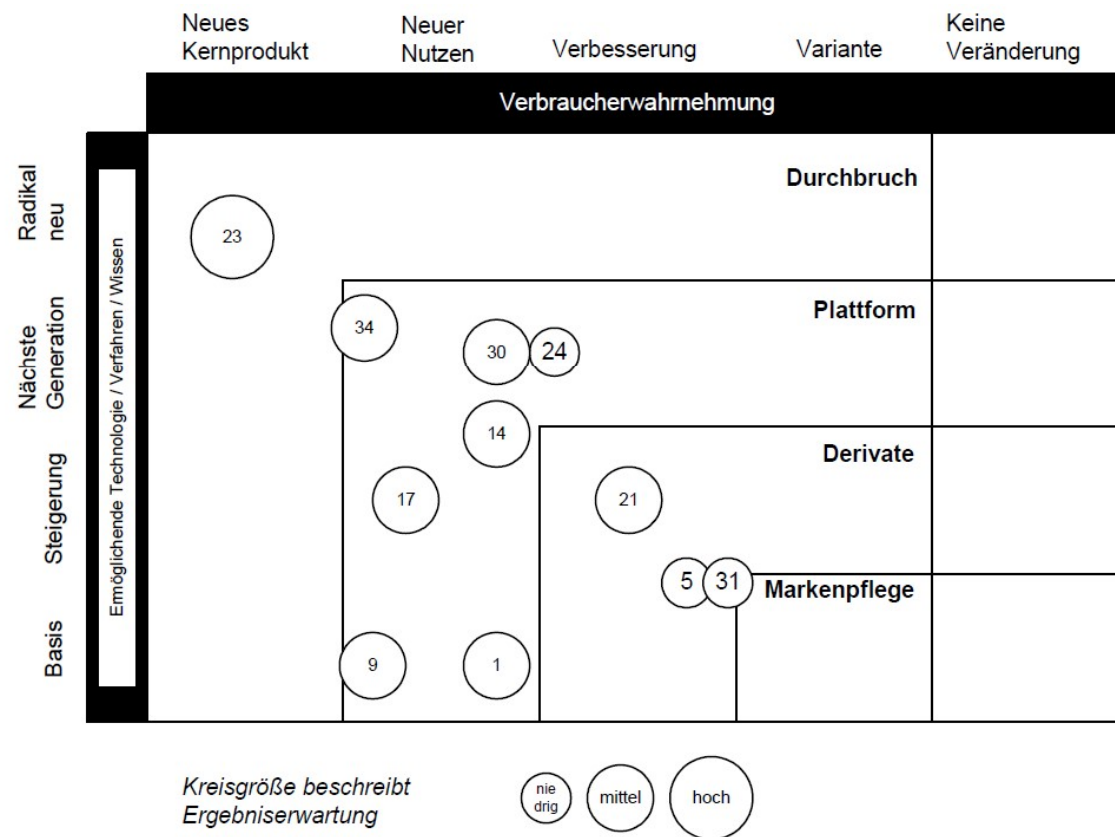 Neues
Kernprodukt
Neuer
Nutzen
Verbesserung
Variante
Keine
Veränderung
Verbraucherwahrnehmung
Radikal
neu
Nächste
Generation
Steigerung
Basis
Ermöglichende Technologie / Verfahren / Wissen
Durchbruch
23
Plattform
34
30
24
14
Derivate
17
21
5
31
Markenpflege
9
1
Kreisgröße beschreibt
Ergebniserwartung
nie
drig
mittel
hoch